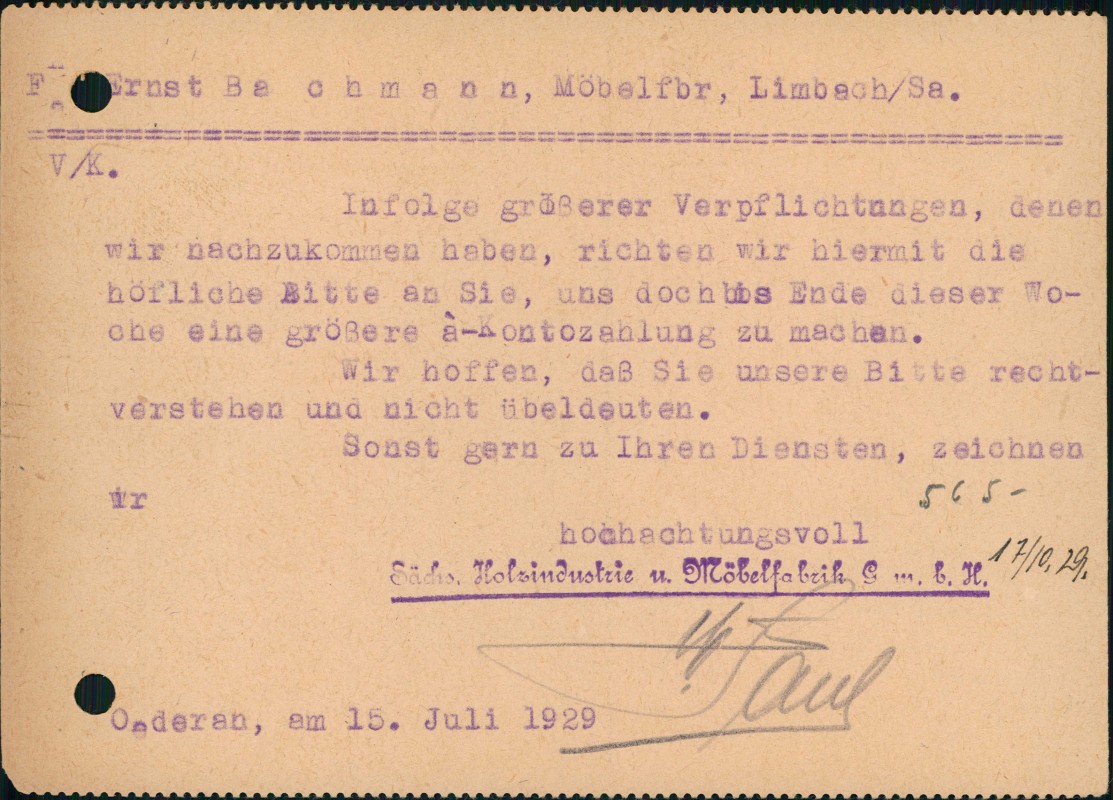 Ernst Ba c h m a n n, Möbelfbr, Limbach/Sa.
V/K.
Infolge größerer Verpflichtungen, denen
wir nachzukommen haben, richten wir hiermit die
höfliche Bitte an Sie, uns doch bis Ende dieser Wo-
che eine größere à-Kontozahlung zu machen.
Wir hoffen, daß Sie unsere Bitte recht-
verstehen und nicht übeldeuten.
Sonst gern zu Ihren Diensten, zeichnen
wir
565-
hochachtungsvoll
17/10.29.
Sächs. Holzindustrie u. Möbelfabrik G. m. b. H.
Oederan, am 15. Juli 1929